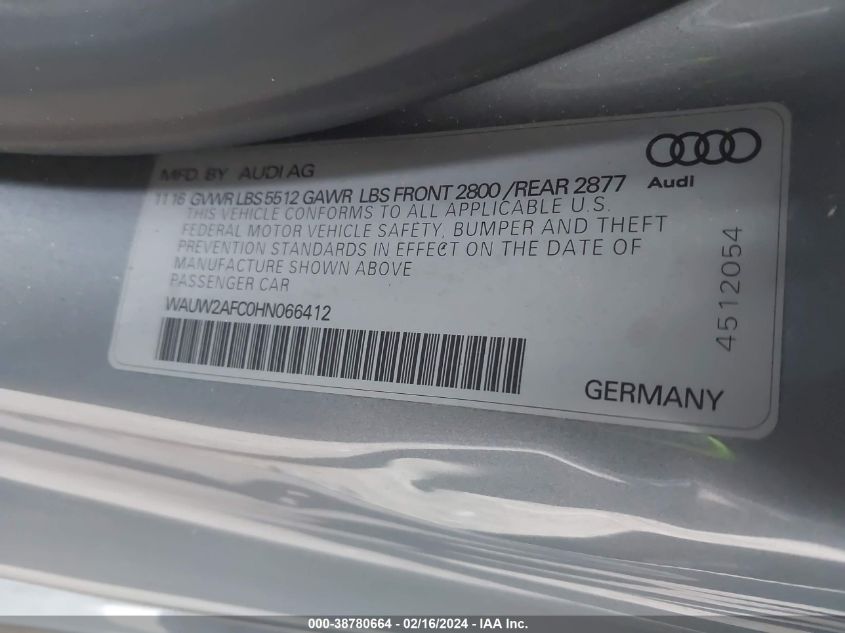 MFD. BY AUDI AG
11 16 GVWR LBS 5512 GAWR LBS FRONT 2800 / REAR 2877
THIS VEHICLE CONFORMS TO ALL APPLICABLE U.S.
FEDERAL MOTOR VEHICLE SAFETY, BUMPER AND THEFT
PREVENTION STANDARDS IN EFFECT ON THE DATE OF
MANUFACTURE SHOWN ABOVE
PASSENGER CAR
WAUW2AFC0HN066412
Audi
4512054
GERMANY
000-38780664 - 02/16/2024 - IAA Inc.